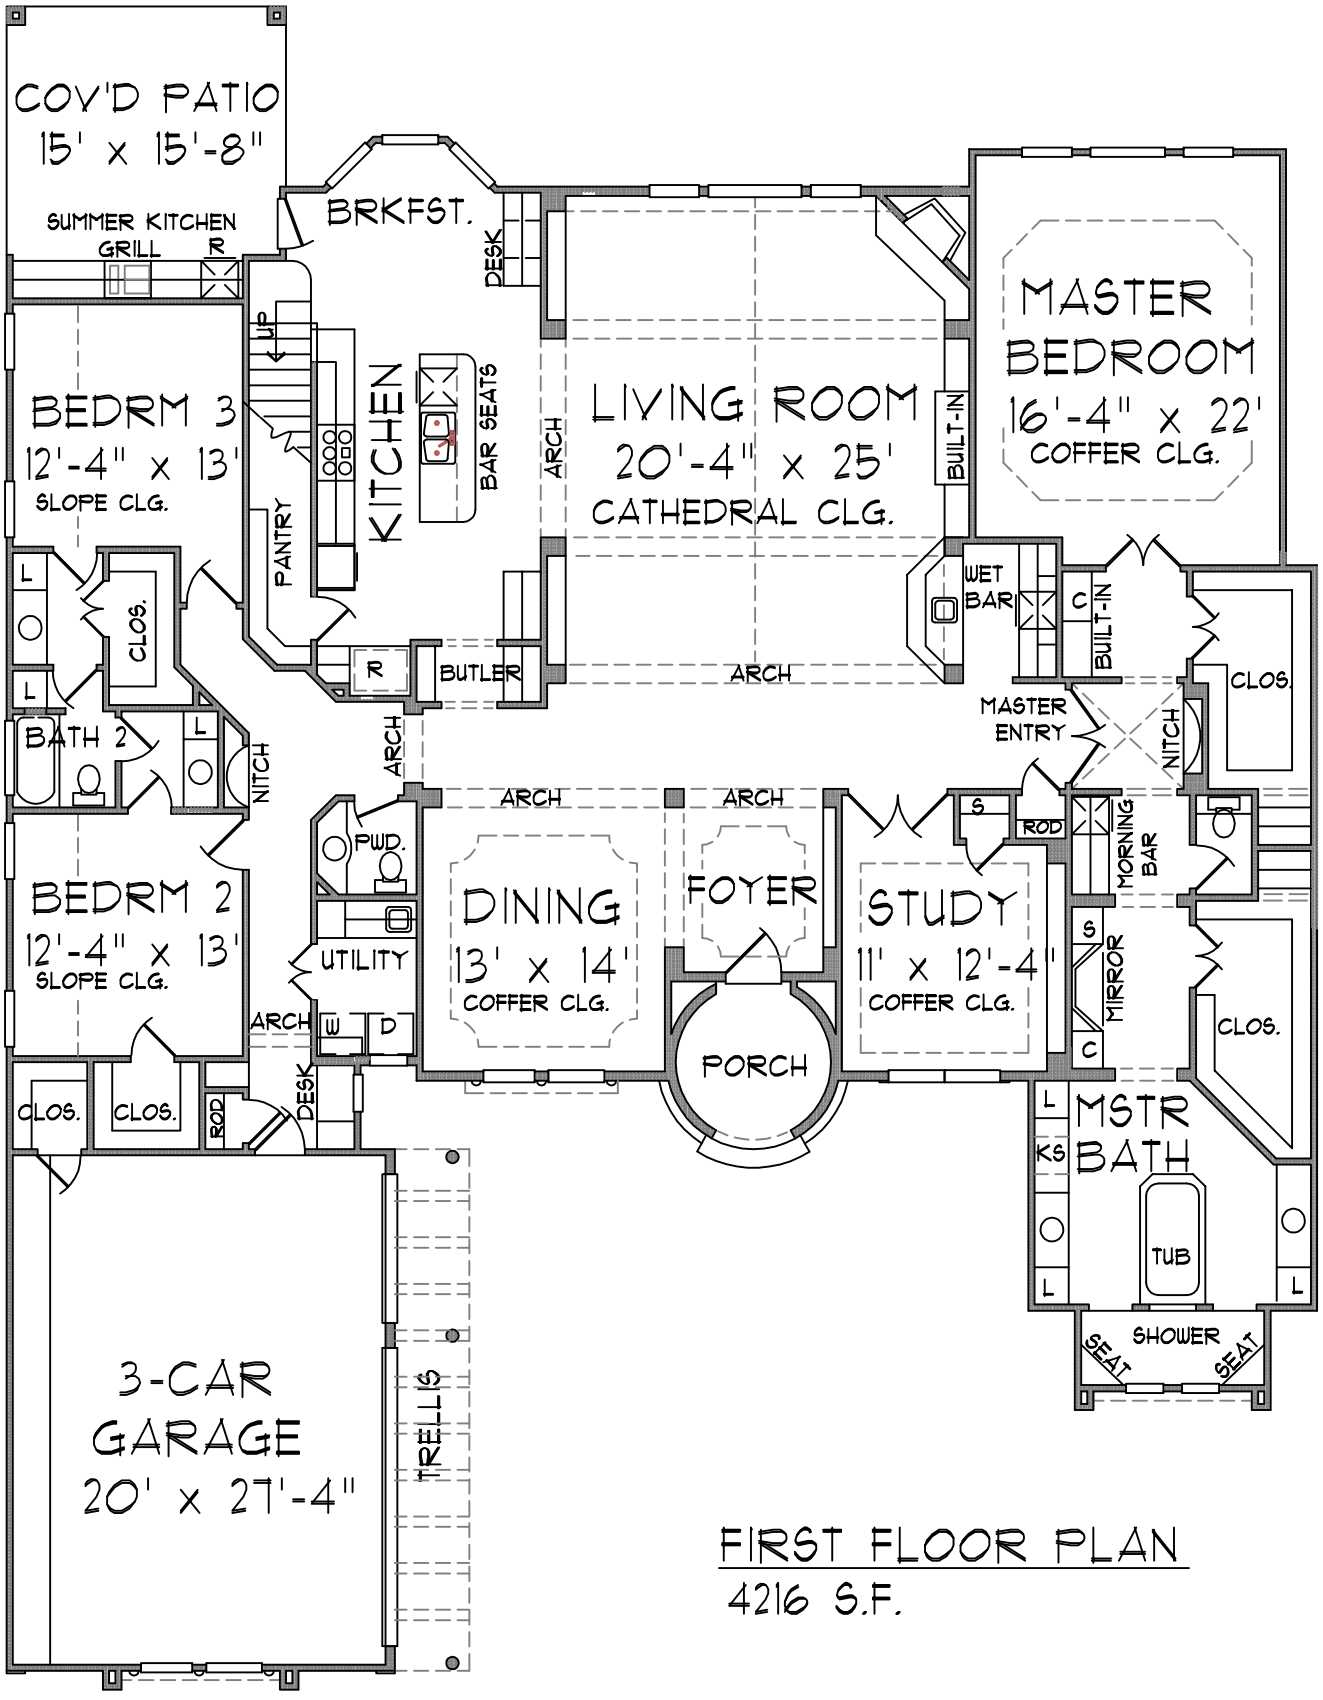 COV'D PATIO
15' x 15'-8"
SUMMER KITCHEN
GRILL
R
BRKFST.
DESK
UP
MASTER
BEDROOM
16'-4" x 22'
COFFER CLG.
BEDRM 3
12'-4" x 13'
SLOPE CLG.
KITCHEN
BAR SEATS
ARCH
LIVING ROOM
20'-4" x 25'
CATHEDRAL CLG.
BUILT-IN
PANTRY
L
CLOS.
WET
BAR
C
BUILT-IN
R
BUTLER
ARCH
CLOS.
L
MASTER
ENTRY
NITCH
BATH 2
L
NITCH
ARCH
ARCH
ARCH
S
ROD
MORNING
BAR
PWD.
BEDRM 2
12'-4" x 13'
SLOPE CLG.
DINING
13' x 14'
COFFER CLG.
FOYER
STUDY
11' x 12'-4"
COFFER CLG.
S
MIRROR
C
CLOS.
UTILITY
W
D
ARCH
PORCH
DESK
CLOS.
CLOS.
ROD
L
MSTR
BATH
KS
TUB
L
L
SHOWER
SEAT
SEAT
3-CAR
GARAGE
20' x 27'-4"
TRELLIS
FIRST FLOOR PLAN
4216 S.F.